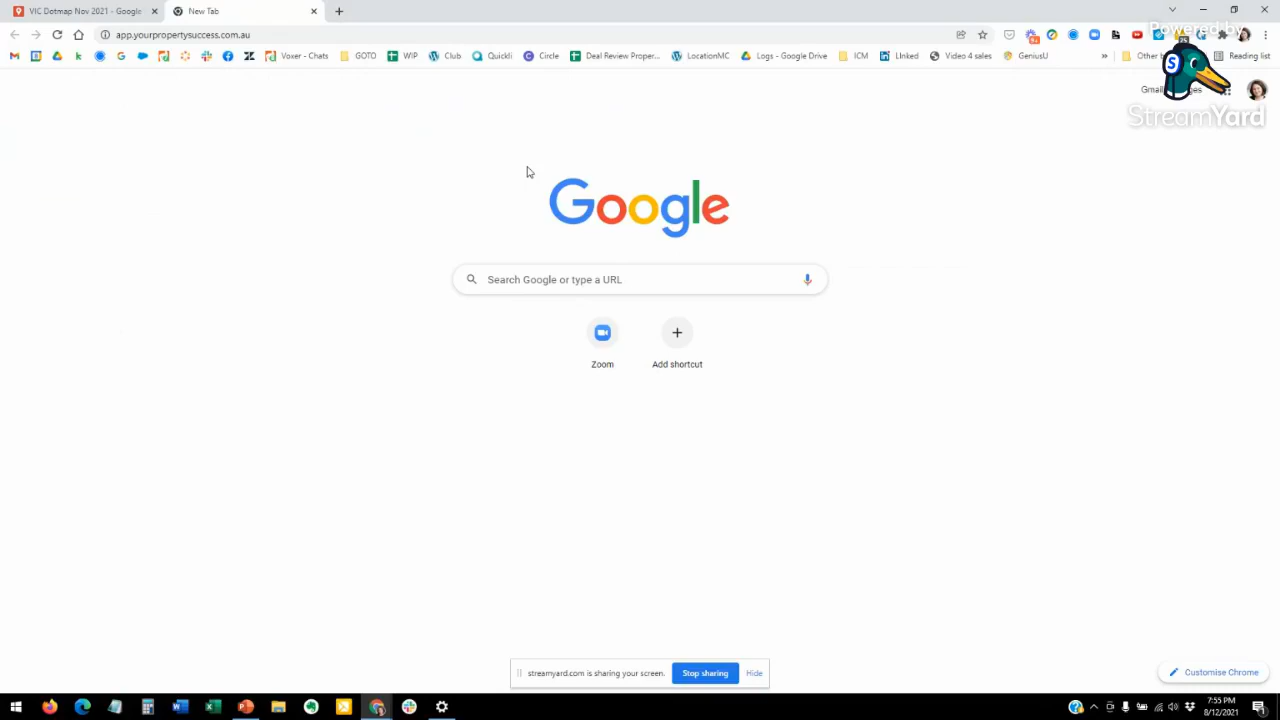 VIC Dotmap Nov 2021 - Google
New Tab
app.yourpropertysuccess.com.au
Powered by
Voxer - Chats
GOTO
WIP
Club
Quickli
Circle
Deal Review Proper...
LocationMC
Logs - Google Drive
ICM
LInked
Video 4 sales
GeniusU
»
Other b
Reading list
Gmail
ges
StreamYard
Google
Search Google or type a URL
Zoom
Add shortcut
streamyard.com is sharing your screen.
Stop sharing
Hide
Customise Chrome
7:55 PM
8/12/2021